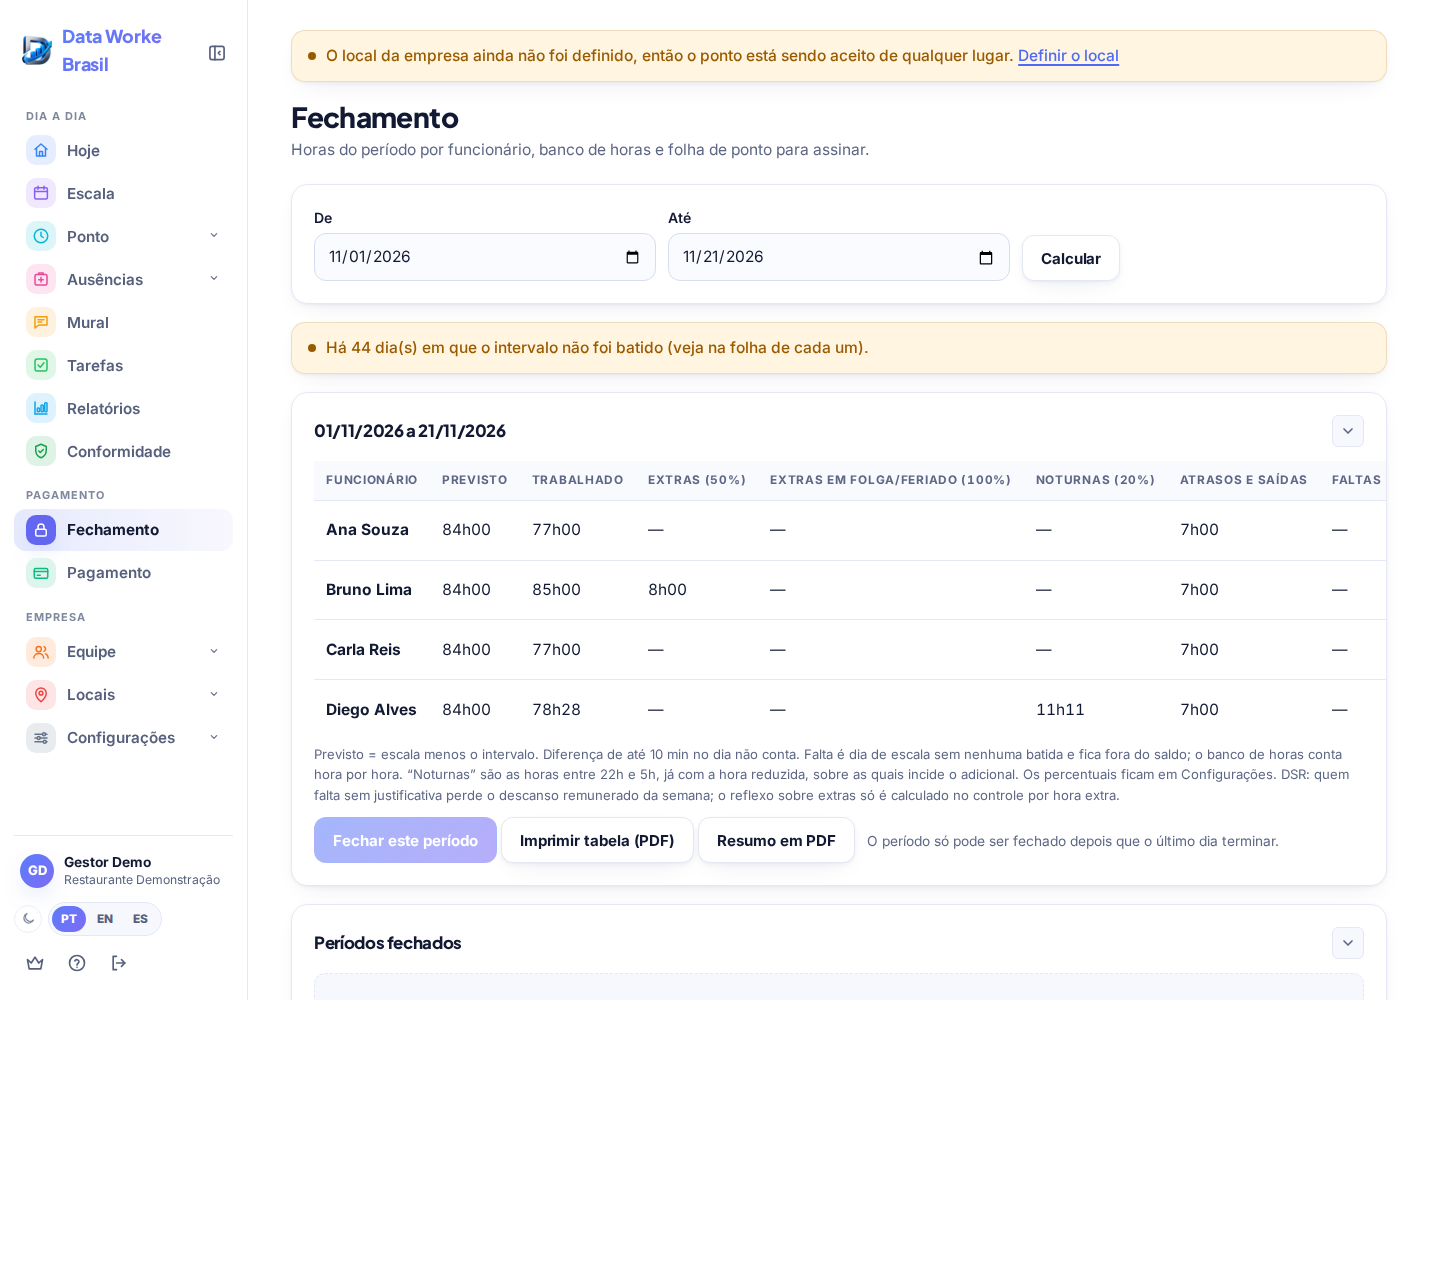 Data Worke
Brasil
DIA A DIA
Hoje
Escala
Ponto
Ausências
Mural
Tarefas
Relatórios
Conformidade
PAGAMENTO
Fechamento
Pagamento
EMPRESA
Equipe
Locais
Configurações
GD
Gestor Demo
Restaurante Demonstração
PT EN ES
O local da empresa ainda não foi definido, então o ponto está sendo aceito de qualquer lugar. Definir o local
Fechamento
Horas do período por funcionário, banco de horas e folha de ponto para assinar.
De Até
11/01/2026 11/21/2026 Calcular
Há 44 dia(s) em que o intervalo não foi batido (veja na folha de cada um).
01/11/2026 a 21/11/2026
FUNCIONÁRIO PREVISTO TRABALHADO EXTRAS (50%) EXTRAS EM FOLGA/FERIADO (100%) NOTURNAS (20%) ATRASOS E SAÍDAS FALTAS
Ana Souza 84h00 77h00 — — — 7h00 —
Bruno Lima 84h00 85h00 8h00 — — 7h00 —
Carla Reis 84h00 77h00 — — — 7h00 —
Diego Alves 84h00 78h28 — — 11h11 7h00 —
Previsto = escala menos o intervalo. Diferença de até 10 min no dia não conta. Falta é dia de escala sem nenhuma batida e fica fora do saldo; o banco de horas conta
hora por hora. “Noturnas” são as horas entre 22h e 5h, já com a hora reduzida, sobre as quais incide o adicional. Os percentuais ficam em Configurações. DSR: quem
falta sem justificativa perde o descanso remunerado da semana; o reflexo sobre extras só é calculado no controle por hora extra.
Fechar este período Imprimir tabela (PDF) Resumo em PDF O período só pode ser fechado depois que o último dia terminar.
Períodos fechados